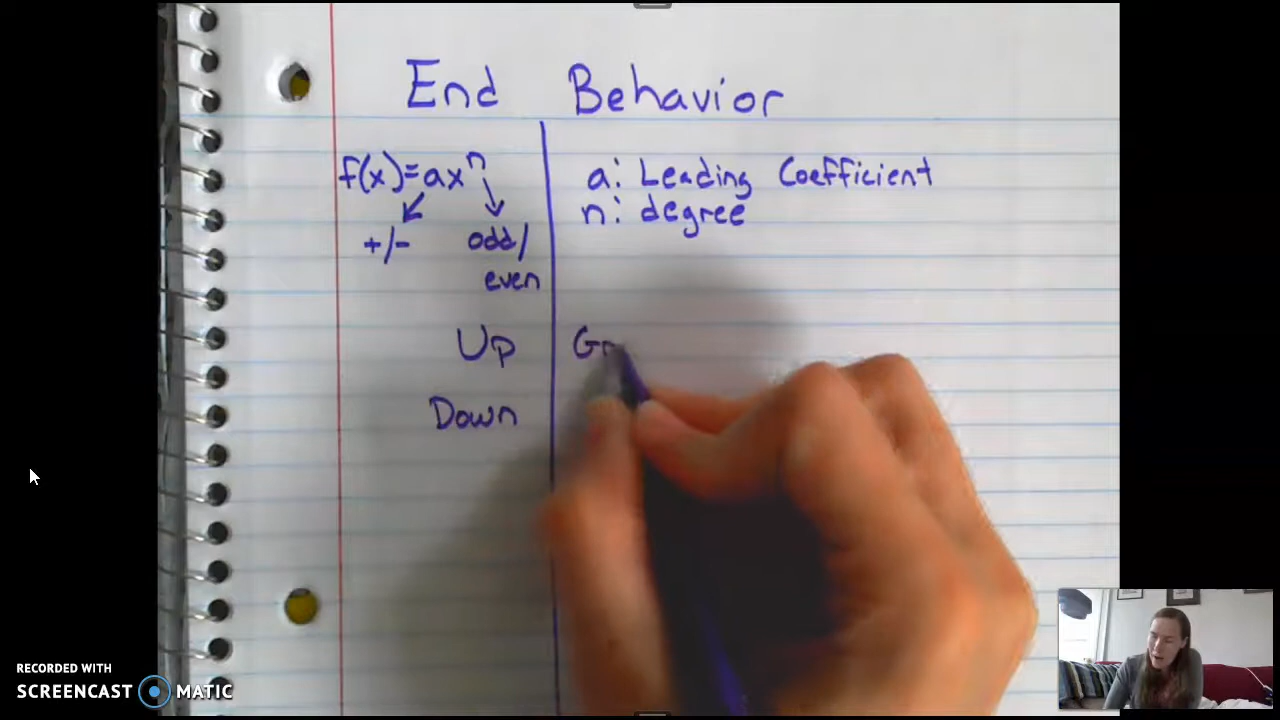 End Behavior
f(x)=axⁿ
+/-
odd/
even
a: Leading Coefficient
n: degree
Up
Down
RECORDED WITH
SCREENCAST MATIC